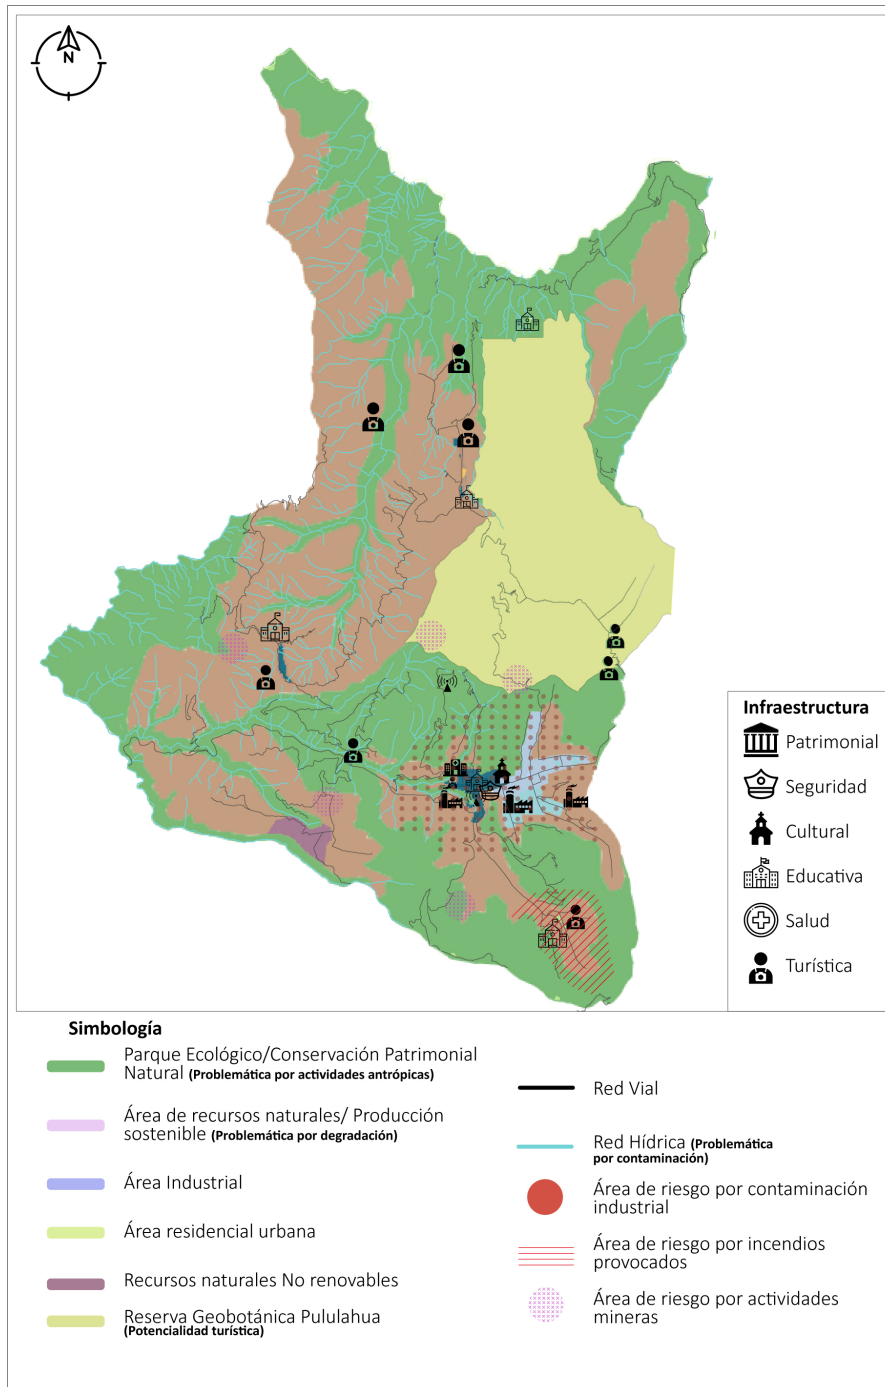 N
Infraestructura
Patrimonial
Seguridad
Cultural
Educativa
Salud
Turística
Simbología
Parque Ecológico/Conservación Patrimonial
Natural (Problemática por actividades antrópicas)
Área de recursos naturales/ Producción
sostenible (Problemática por degradación)
Área Industrial
Área residencial urbana
Recursos naturales No renovables
Reserva Geobotánica Pululahua
(Potencialidad turística)
Red Vial
Red Hídrica (Problemática
por contaminación)
Área de riesgo por contaminación
industrial
Área de riesgo por incendios
provocados
Área de riesgo por actividades
mineras